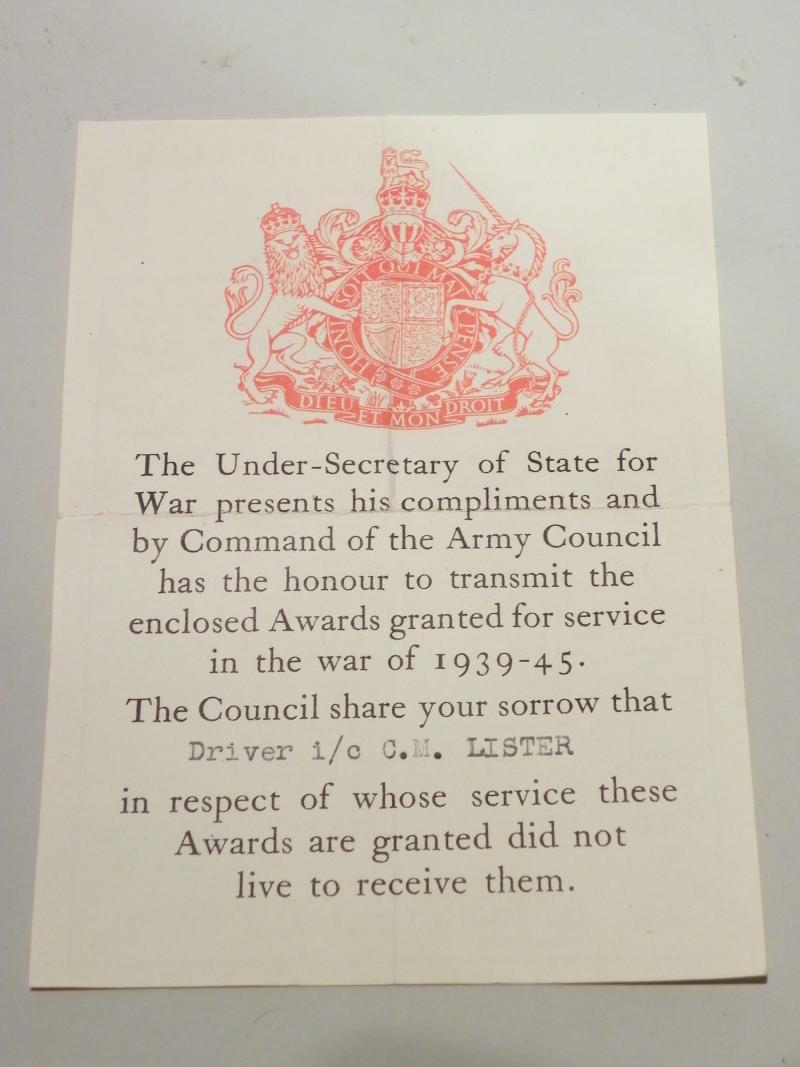 HONI SOIT QUI MAL Y PENSE
DIEU ET MON DROIT
The Under-Secretary of State for
War presents his compliments and
by Command of the Army Council
has the honour to transmit the
enclosed Awards granted for service
in the war of 1939-45.
The Council share your sorrow that
Driver i/c C.M. LISTER
in respect of whose service these
Awards are granted did not
live to receive them.